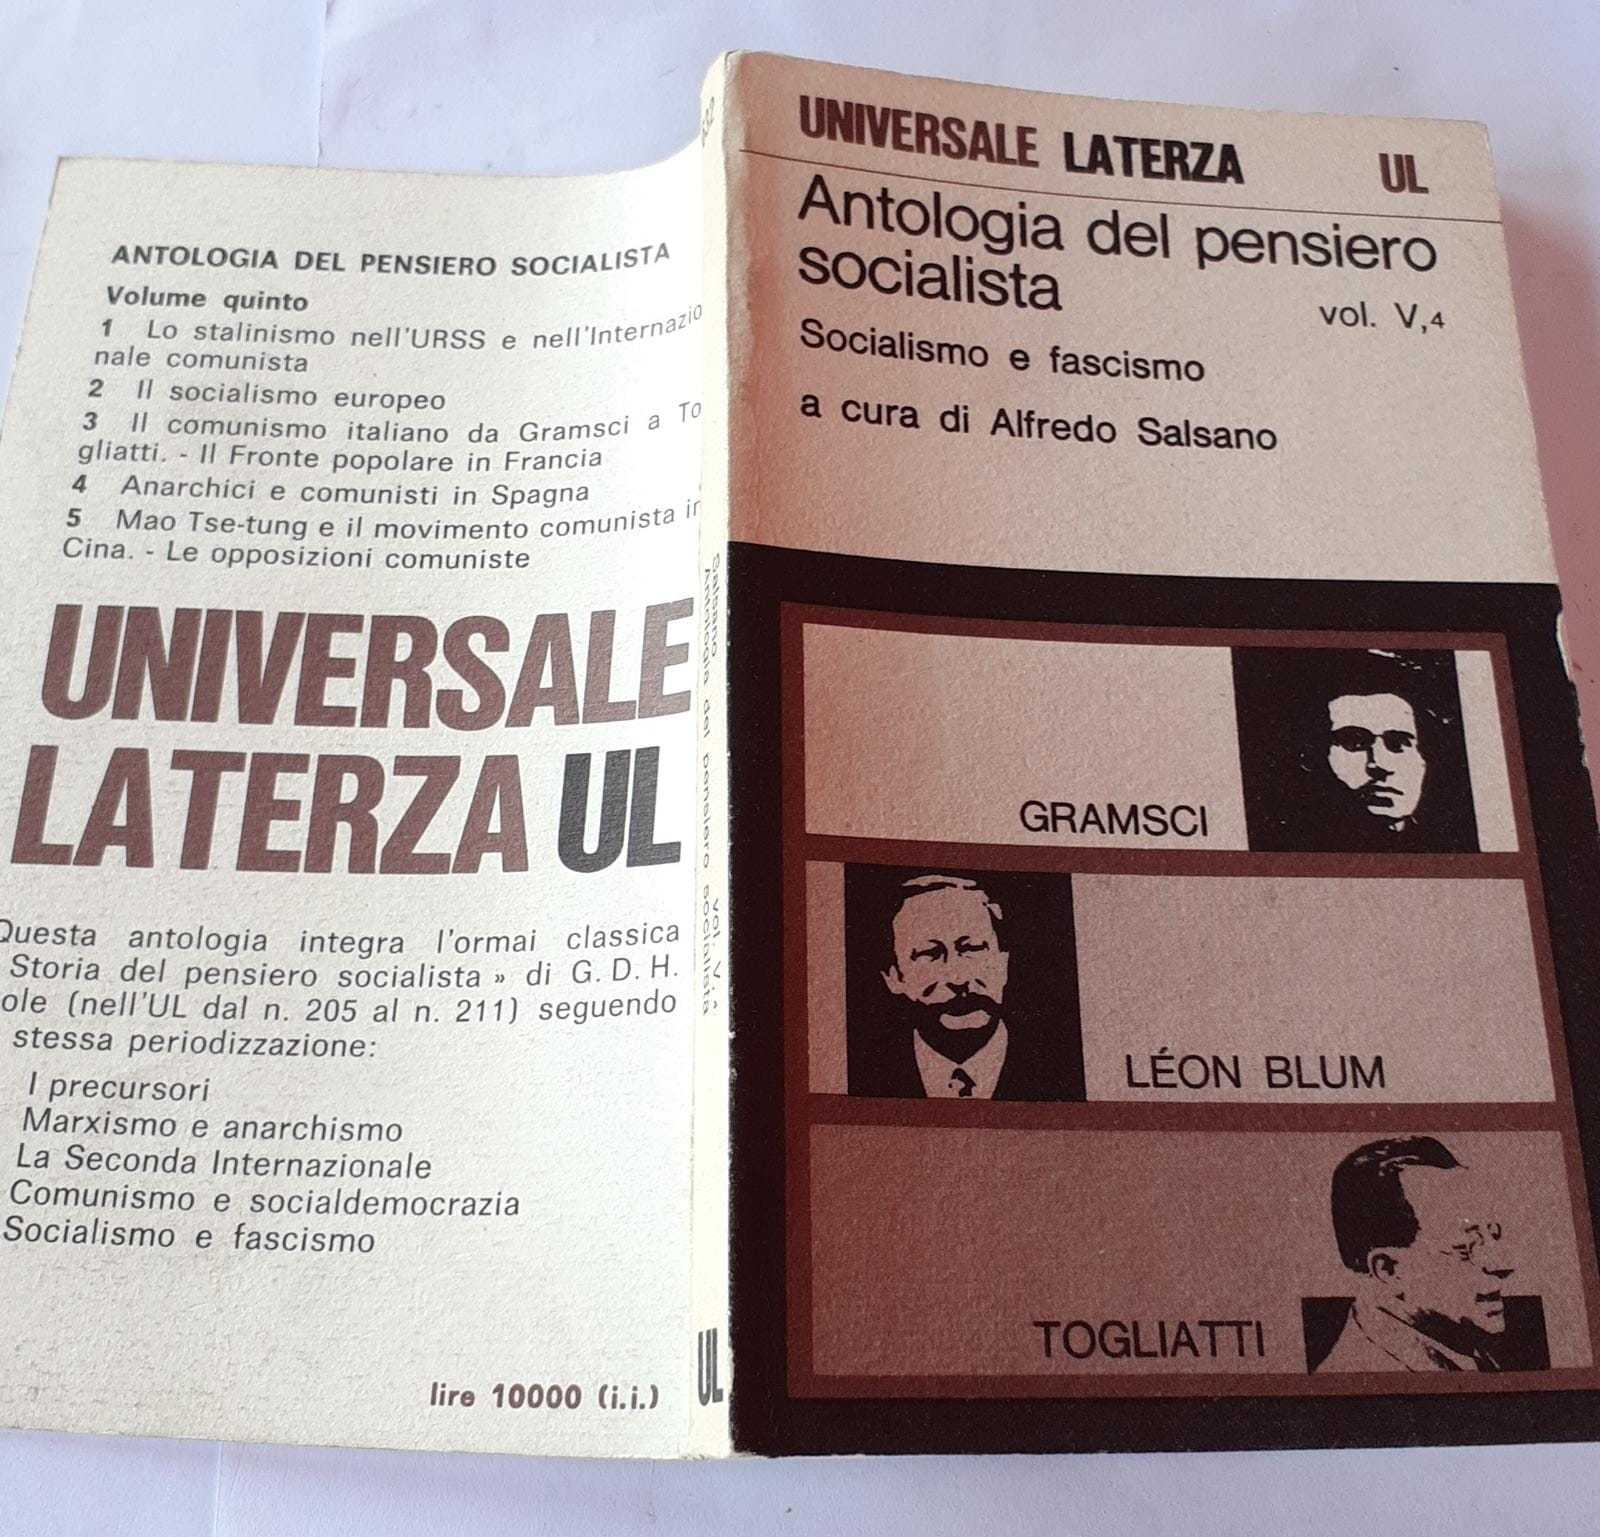 ANTOLOGIA DEL PENSIERO SOCIALISTA
Volume quinto
1 Lo stalinismo nell'URSS e nell'Internazio
nale comunista
2 Il socialismo europeo
3 Il comunismo italiano da Gramsci a To
gliatti. - Il Fronte popolare in Francia
4 Anarchici e comunisti in Spagna
5 Mao Tse-tung e il movimento comunista in
Cina. - Le opposizioni comuniste
UNIVERSALE
LATERZA UL
Questa antologia integra l'ormai classica
Storia del pensiero socialista » di G. D. H.
ole (nell'UL dal n. 205 al n. 211) seguendo
stessa periodizzazione:
I precursori
Marxismo e anarchismo
La Seconda Internazionale
Comunismo e socialdemocrazia
Socialismo e fascismo
lire 10000 (i.i.)
Salsano
Antologia del pensiero socialista
vol. V,4
UL
UNIVERSALE LATERZA UL
Antologia del pensiero
socialista
vol. V,4
Socialismo e fascismo
a cura di Alfredo Salsano
GRAMSCI
LÉON BLUM
TOGLIATTI